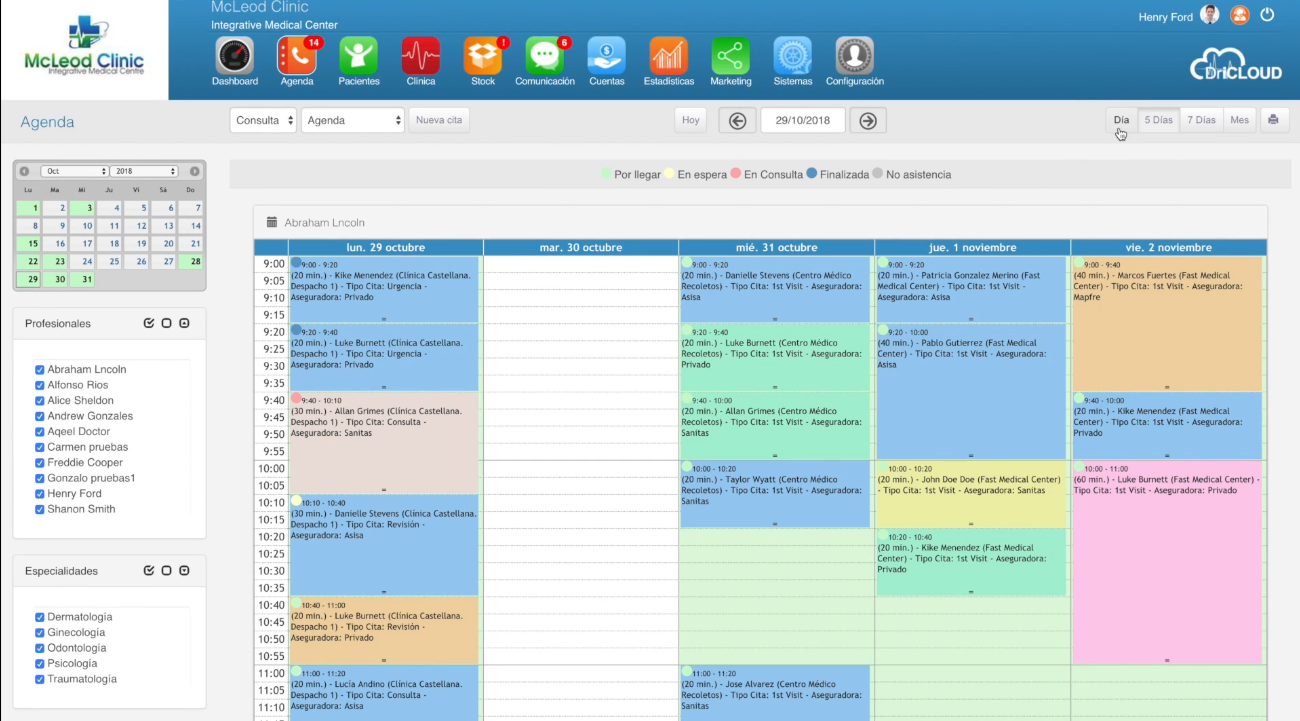 McLeod Clinic
Integrative Medical Centre
McLeod Clinic
Integrative Medical Center
Henry Ford
14
!
6
Dashboard
Agenda
Pacientes
Clínica
Stock
Comunicación
Cuentas
Estadísticas
Marketing
Sistemas
Configuración
DriCLOUD
Agenda
Consulta
Agenda
Nueva cita
Hoy
29/10/2018
Día
5 Días
7 Días
Mes
Oct
2018
Lu Ma Mi Ju Vi Sá Do
1 2 3 4 5 6 7
8 9 10 11 12 13 14
15 16 17 18 19 20 21
22 23 24 25 26 27 28
29 30 31
Profesionales
Abraham Lncoln
Alfonso Rios
Alice Sheldon
Andrew Gonzales
Aqeel Doctor
Carmen pruebas
Freddie Cooper
Gonzalo pruebas1
Henry Ford
Shanon Smith
Especialidades
Dermatología
Ginecología
Odontología
Psicología
Traumatología
Por llegar
En espera
En Consulta
Finalizada
No asistencia
Abraham Lncoln
lun. 29 octubre
mar. 30 octubre
mié. 31 octubre
jue. 1 noviembre
vie. 2 noviembre
9:00
9:05
9:10
9:15
9:20
9:25
9:30
9:35
9:40
9:45
9:50
9:55
10:00
10:05
10:10
10:15
10:20
10:25
10:30
10:35
10:40
10:45
10:50
10:55
11:00
11:05
11:10
9:00 - 9:20
(20 min.) - Kike Menendez (Clínica Castellana.
Despacho 1) - Tipo Cita: Urgencia -
Aseguradora: Privado
9:20 - 9:40
(20 min.) - Luke Burnett (Clínica Castellana.
Despacho 1) - Tipo Cita: Urgencia -
Aseguradora: Privado
9:40 - 10:10
(30 min.) - Allan Grimes (Clínica Castellana.
Despacho 1) - Tipo Cita: Consulta -
Aseguradora: Sanitas
10:10 - 10:40
(30 min.) - Danielle Stevens (Clínica Castellana.
Despacho 1) - Tipo Cita: Revisión -
Aseguradora: Asisa
10:40 - 11:00
(20 min.) - Luke Burnett (Clínica Castellana.
Despacho 1) - Tipo Cita: Revisión -
Aseguradora: Privado
11:00 - 11:20
(20 min.) - Lucía Andino (Clínica Castellana.
Despacho 1) - Tipo Cita: Consulta -
Aseguradora: Asisa
9:00 - 9:20
(20 min.) - Danielle Stevens (Centro Médico
Recoletos) - Tipo Cita: 1st Visit - Aseguradora:
Asisa
9:20 - 9:40
(20 min.) - Luke Burnett (Centro Médico
Recoletos) - Tipo Cita: 1st Visit - Aseguradora:
Privado
9:40 - 10:00
(20 min.) - Allan Grimes (Centro Médico
Recoletos) - Tipo Cita: 1st Visit - Aseguradora:
Sanitas
10:00 - 10:20
(20 min.) - Taylor Wyatt (Centro Médico
Recoletos) - Tipo Cita: 1st Visit - Aseguradora:
Sanitas
11:00 - 11:20
(20 min.) - Jose Alvarez (Centro Médico
Recoletos) - Tipo Cita: 1st Visit - Aseguradora:
Sanitas
9:00 - 9:20
(20 min.) - Patricia Gonzalez Merino (Fast
Medical Center) - Tipo Cita: 1st Visit -
Aseguradora: Asisa
9:20 - 10:00
(40 min.) - Pablo Gutierrez (Fast Medical
Center) - Tipo Cita: 1st Visit - Aseguradora:
Asisa
10:00 - 10:20
(20 min.) - John Doe Doe (Fast Medical Center)
- Tipo Cita: 1st Visit - Aseguradora: Sanitas
10:20 - 10:40
(20 min.) - Kike Menendez (Fast Medical
Center) - Tipo Cita: 1st Visit - Aseguradora:
Privado
9:00 - 9:40
(40 min.) - Marcos Fuertes (Fast Medical
Center) - Tipo Cita: 1st Visit - Aseguradora:
Mapfre
9:40 - 10:00
(20 min.) - Kike Menendez (Fast Medical
Center) - Tipo Cita: 1st Visit - Aseguradora:
Privado
10:00 - 11:00
(60 min.) - Luke Burnett (Fast Medical Center) -
Tipo Cita: 1st Visit - Aseguradora: Privado